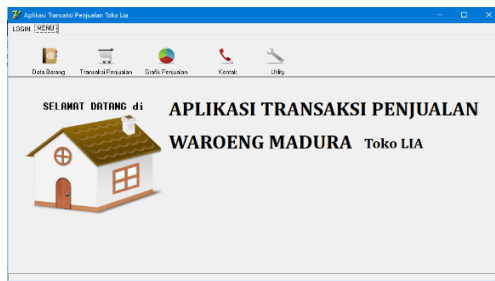 Aplikasi Transaksi Penjualan Toko Lia
LOGIN MENU
Data Barang Transaksi Penjualan Grafik Penjualan Kontak Utility
SELAMAT DATANG di
APLIKASI TRANSAKSI PENJUALAN
WAROENG MADURA Toko LIA